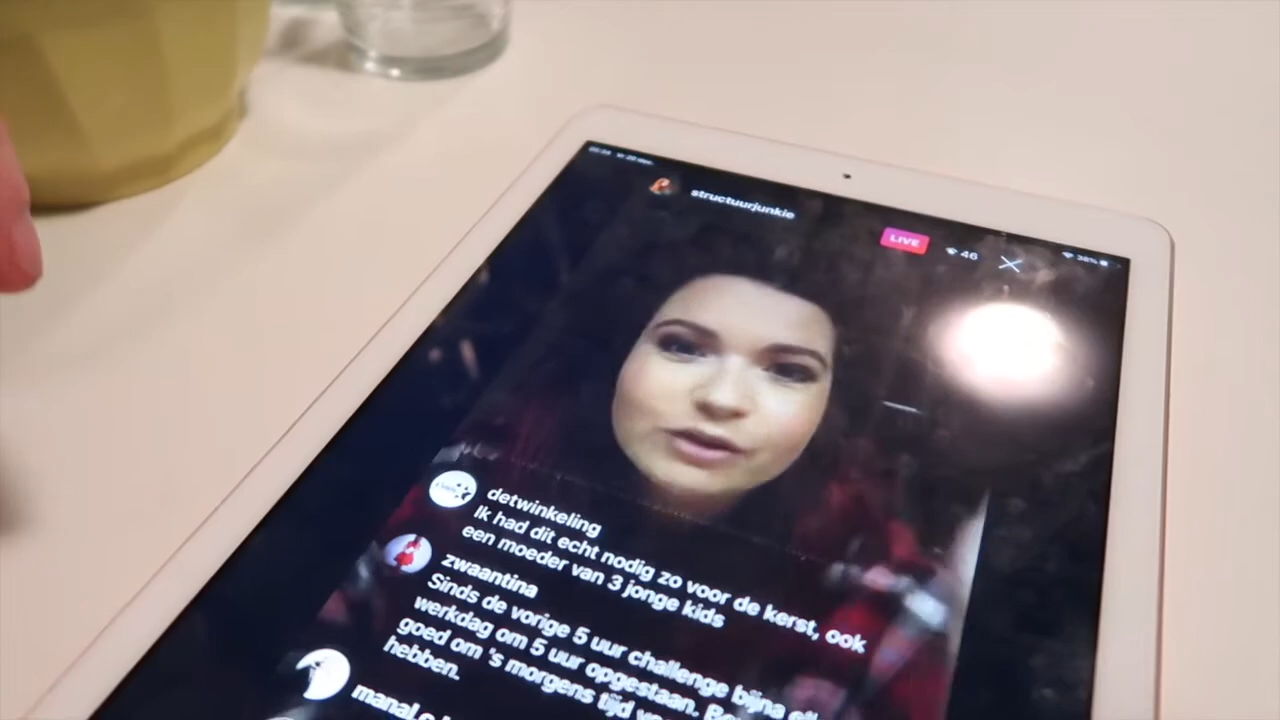 structuurjunkie
LIVE
46
38%
detwinkeling
Ik had dit echt nodig zo voor de kerst, ook
een moeder van 3 jonge kids
zwaantina
Sinds de vorige 5 uur challenge bijna
werkdag om 5 uur opgestaan.
goed om 's morgens tijd
hebben.